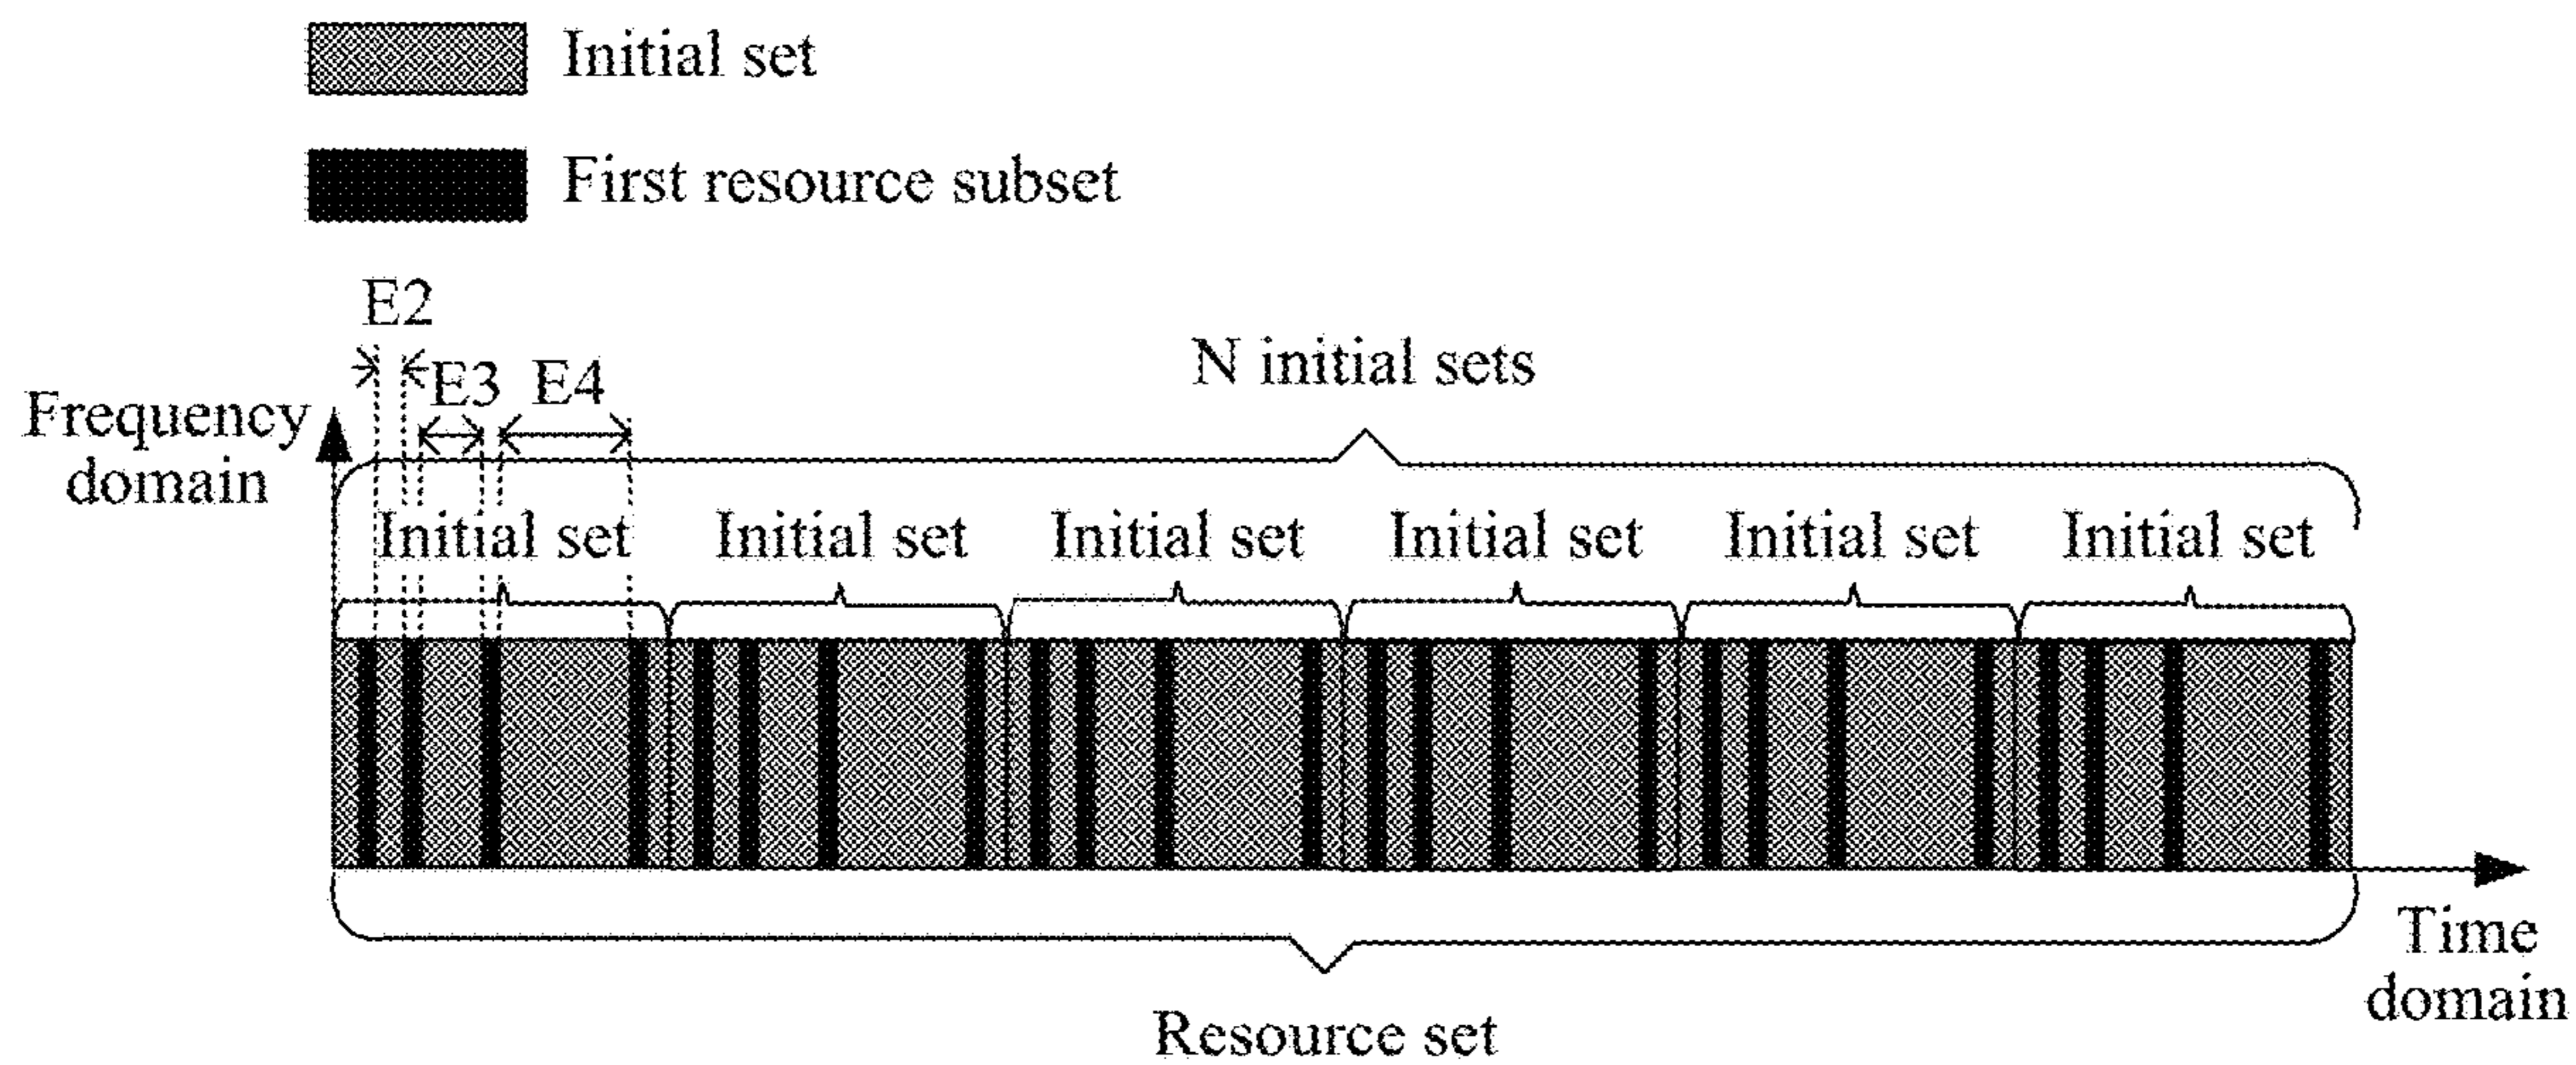 Initial set
First resource subset
E2
E3
E4
N initial sets
Frequency
domain
Initial set
Initial set
Initial set
Initial set
Initial set
Initial set
Time
domain
Resource set